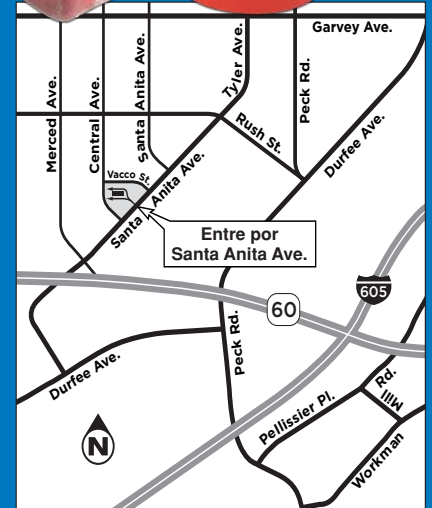 Garvey Ave.
Merced Ave.
Central Ave.
Santa Anita Ave.
Tyler Ave.
Peck Rd.
Rush St.
Durfee Ave.
Vacco St.
Santa Anita Ave.
Entre por
Santa Anita Ave.
605
60
Peck Rd.
Durfee Ave.
Pellissier Pl.
Mill
Rd.
Workman
N